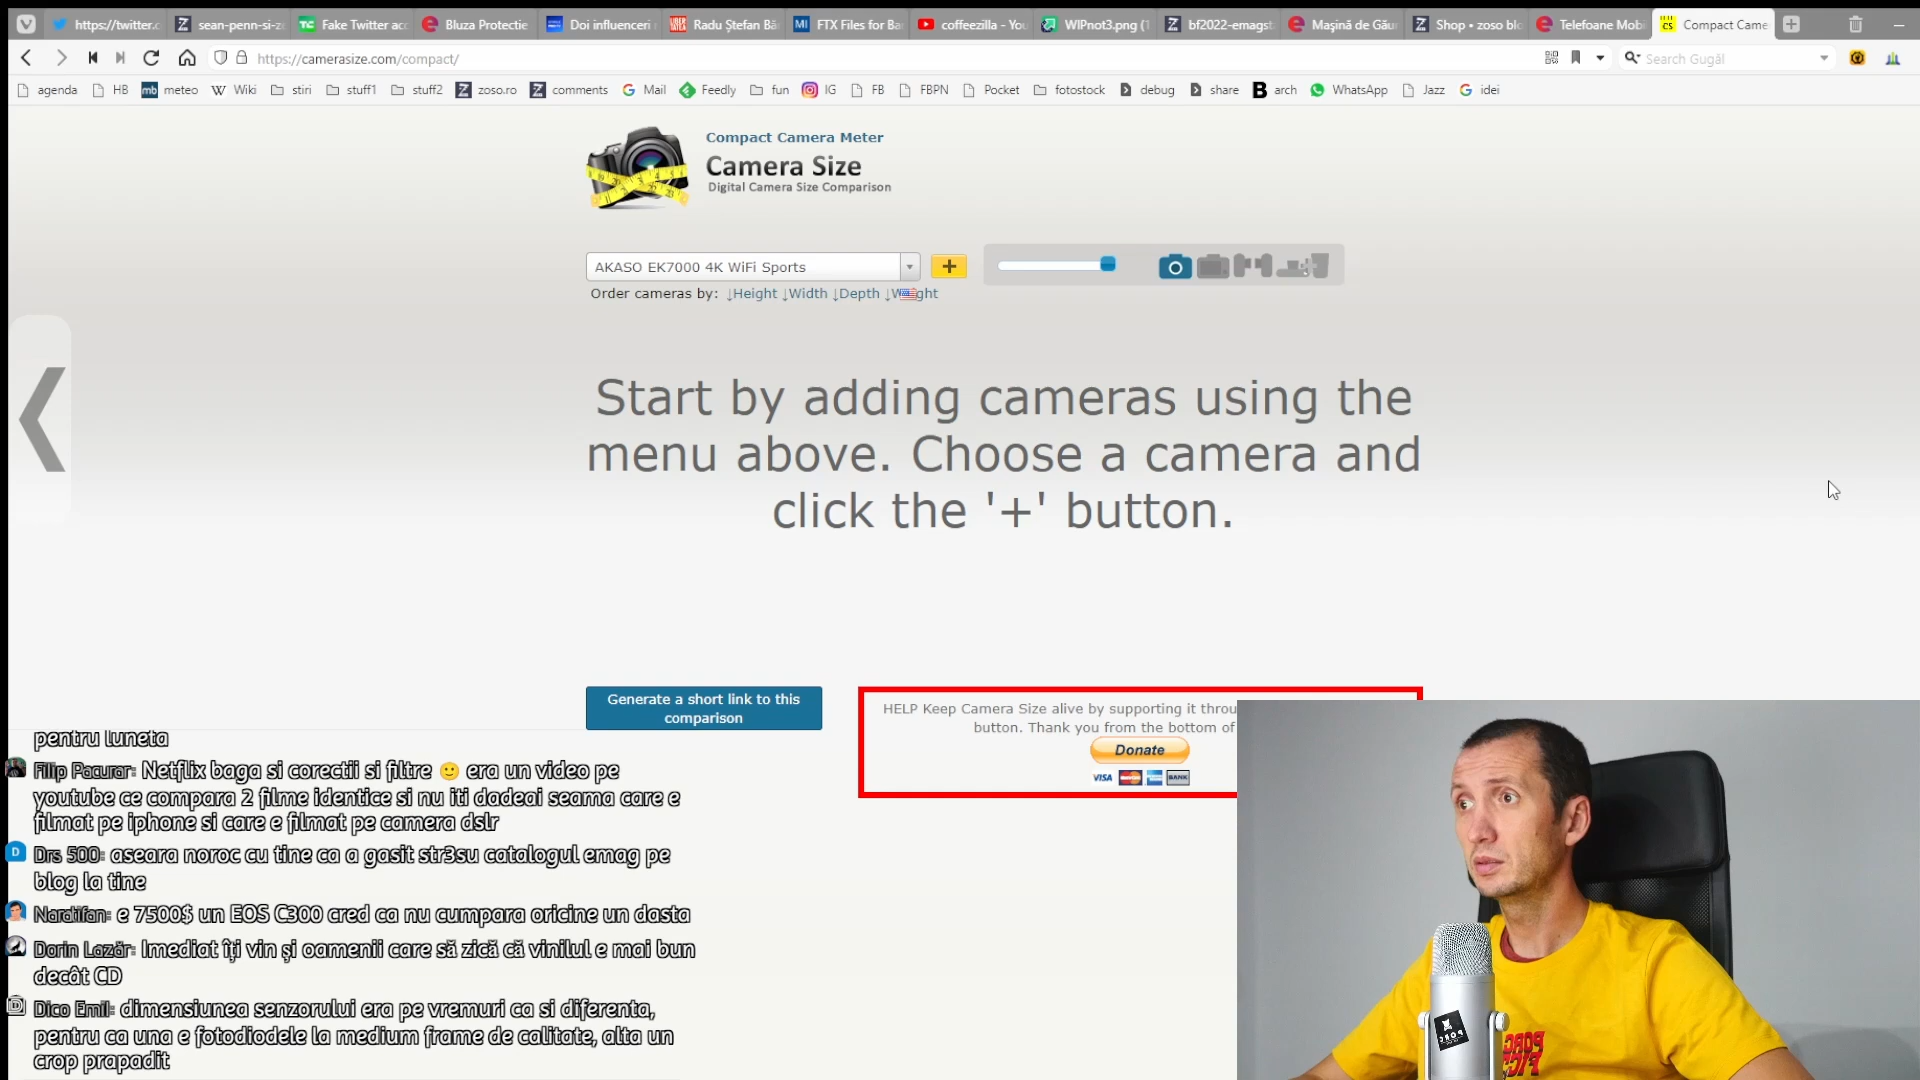 https://twitter.c
sean-penn-si-z
Fake Twitter acc
Bluza Protectie
Doi influenceri
Radu Ștefan Bă
FTX Files for Ba
coffeezilla - You
WIPnot3.png (1
bf2022-emagst
Mașină de Găur
Shop • zoso blo
Telefoane Mobi
Compact Came
https://camerasize.com/compact/
Search Gugăl
agenda
HB
meteo
Wiki
stiri
stuff1
stuff2
zoso.ro
comments
Mail
Feedly
fun
IG
FB
FBPN
Pocket
fotostock
debug
share
arch
WhatsApp
Jazz
idei
Compact Camera Meter
Camera Size
Digital Camera Size Comparison
AKASO EK7000 4K WiFi Sports
Order cameras by: ↓Height ↓Width ↓Depth
Start by adding cameras using the
menu above. Choose a camera and
click the '+' button.
Generate a short link to this
comparison
HELP Keep Camera Size alive by supporting it throu
button. Thank you from the bottom of
Donate
VISA
BANK
pentru luneta
Filip Pacurar: Netflix baga si corectii si filtre 🙂 era un video pe
youtube ce compara 2 filme identice si nu iti dadeai seama care e
filmat pe iphone si care e filmat pe camera dslr
D
Drs 500: aseara noroc cu tine ca a gasit str3su catalogul emag pe
blog la tine
e 7500$ un EOS C300 cred ca nu cumpara oricine un dasta
Dorin Lazăr: Imediat îți vin și oamenii care să zică că vinilul e mai bun
decât CD
Dico Emil: dimensiunea senzorului era pe vremuri ca si diferenta,
pentru ca una e fotodiodele la medium frame de calitate, alta un
crop prapadit